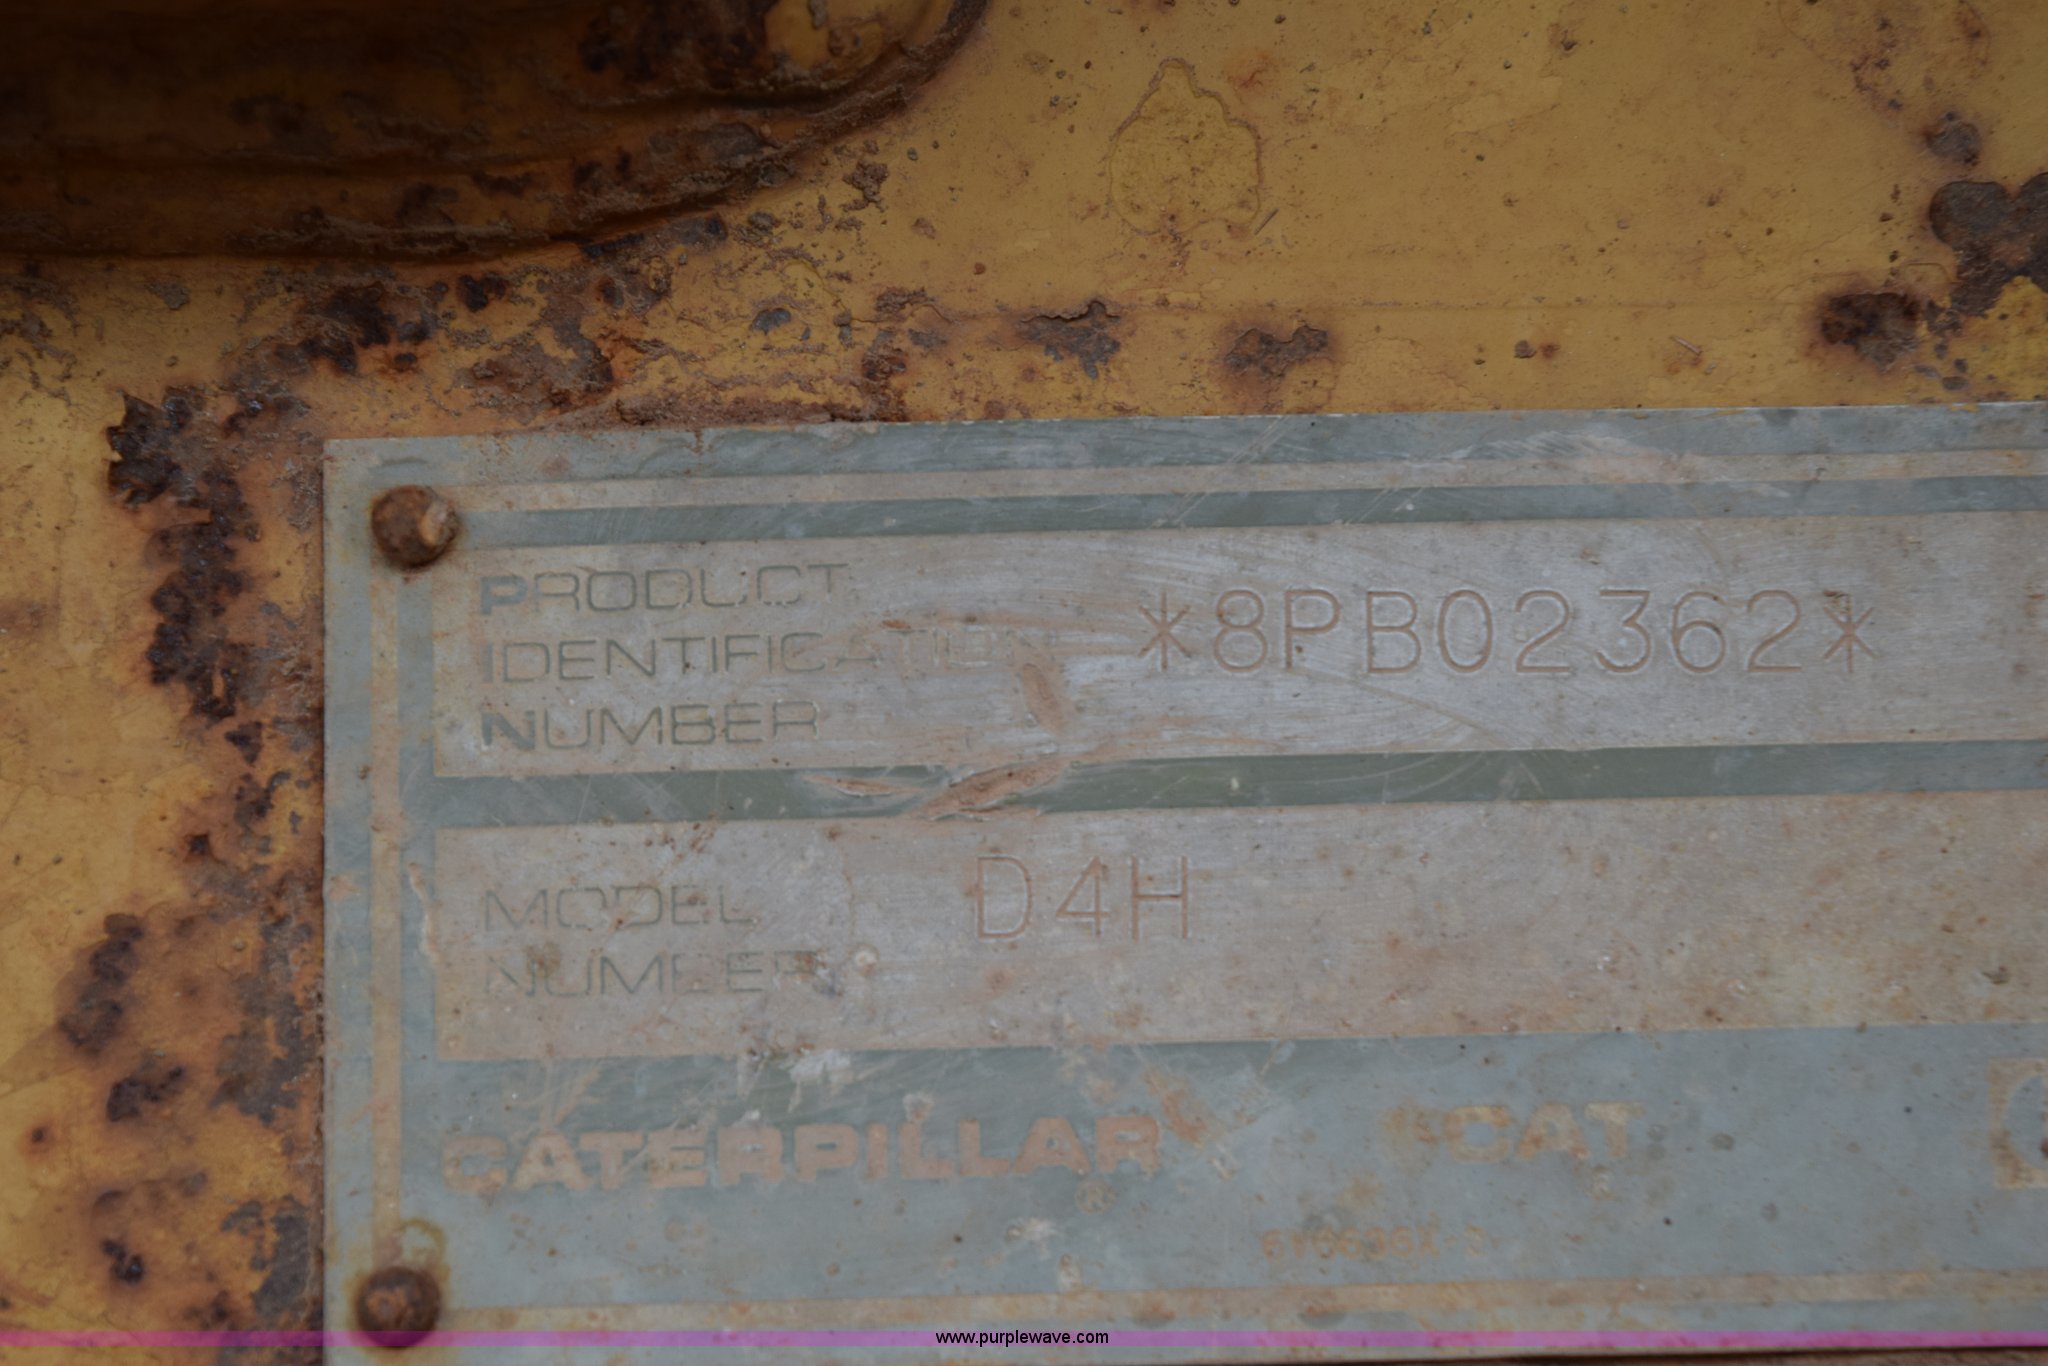 PRODUCT
IDENTIFICATION *8PB02362*
NUMBER
MODEL D4H
NUMBER
CATERPILLAR CAT
®
www.purplewave.com